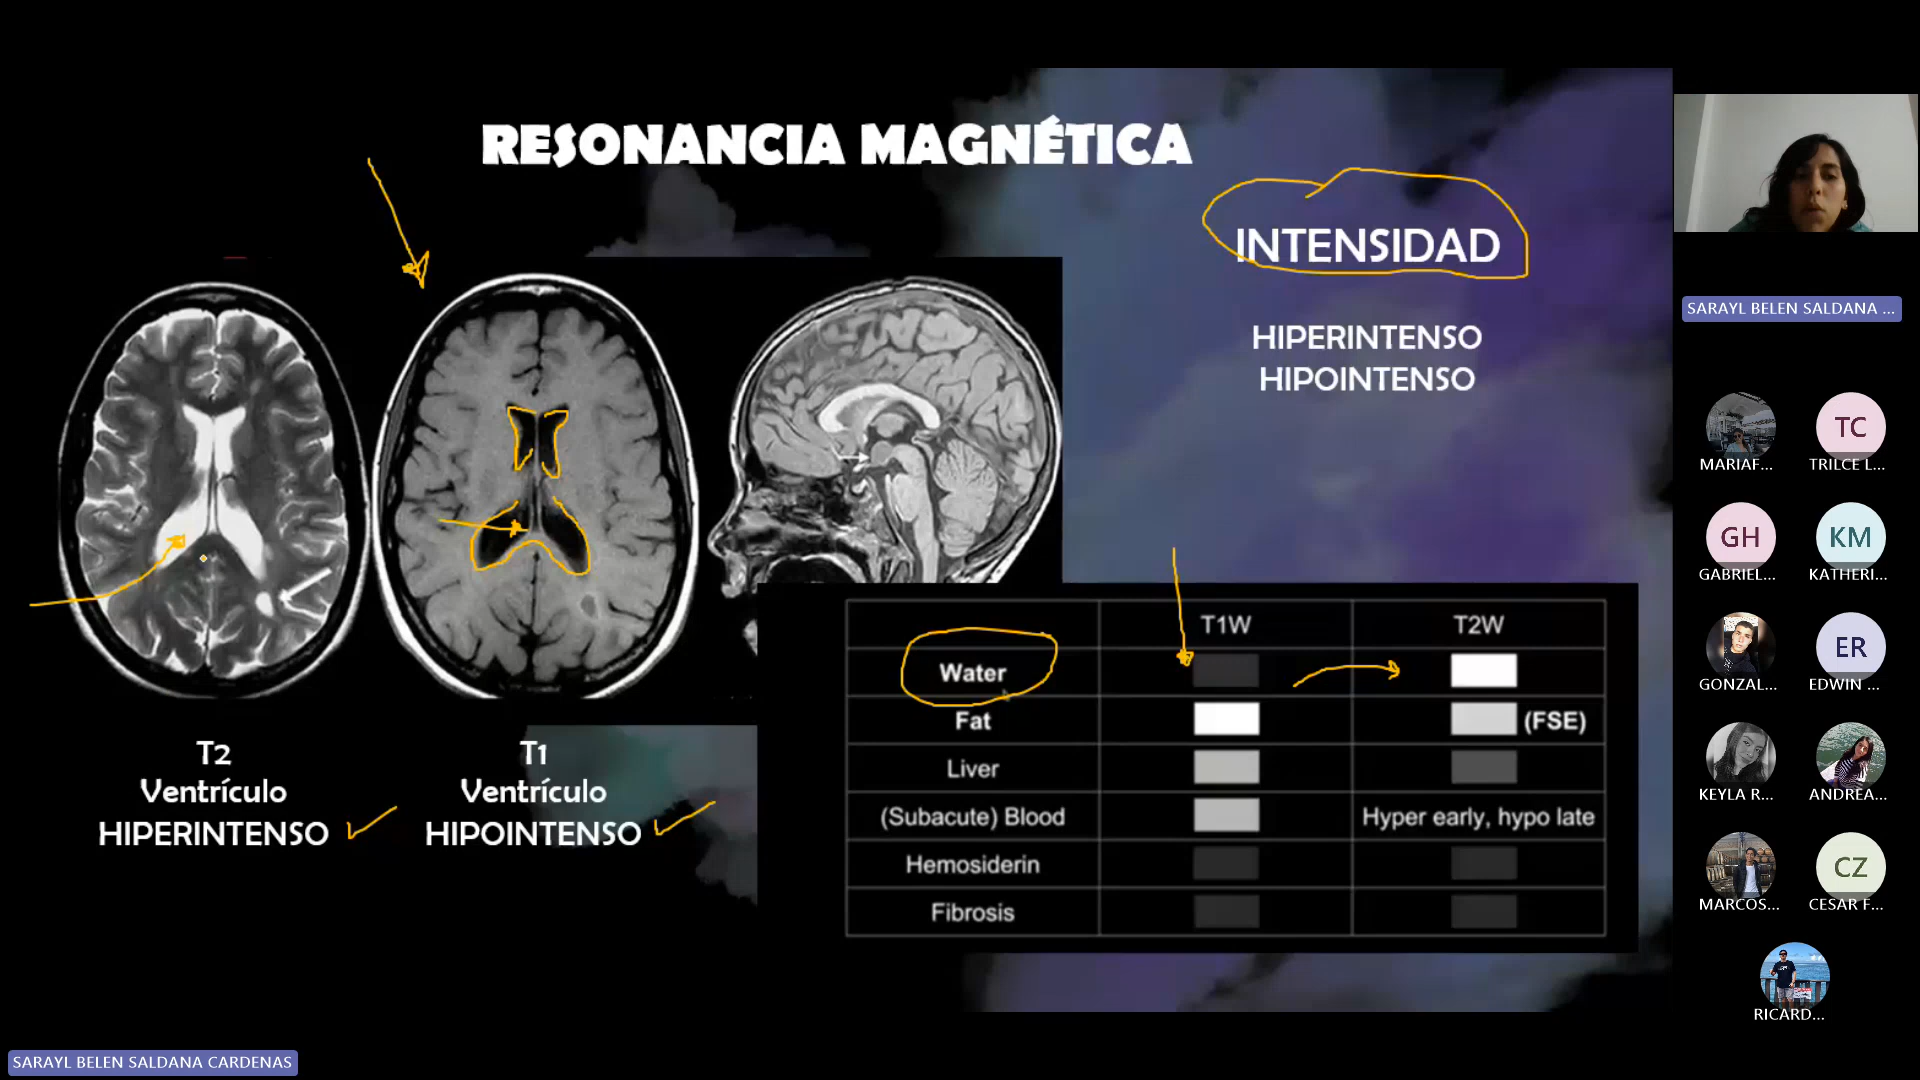 RESONANCIA MAGNÉTICA
INTENSIDAD
HIPERINTENSO
HIPOINTENSO
T2
Ventrículo
HIPERINTENSO
T1
Ventrículo
HIPOINTENSO
T1W T2W
Water
Fat (FSE)
Liver
(Subacute) Blood Hyper early, hypo late
Hemosiderin
Fibrosis
SARAYL BELEN SALDANA ...
MARIAF...
TC
TRILCE L...
GH
GABRIEL...
KM
KATHERI...
GONZAL...
ER
EDWIN ...
KEYLA R...
ANDREA...
MARCOS...
CZ
CESAR F...
RICARD...
SARAYL BELEN SALDANA CARDENAS